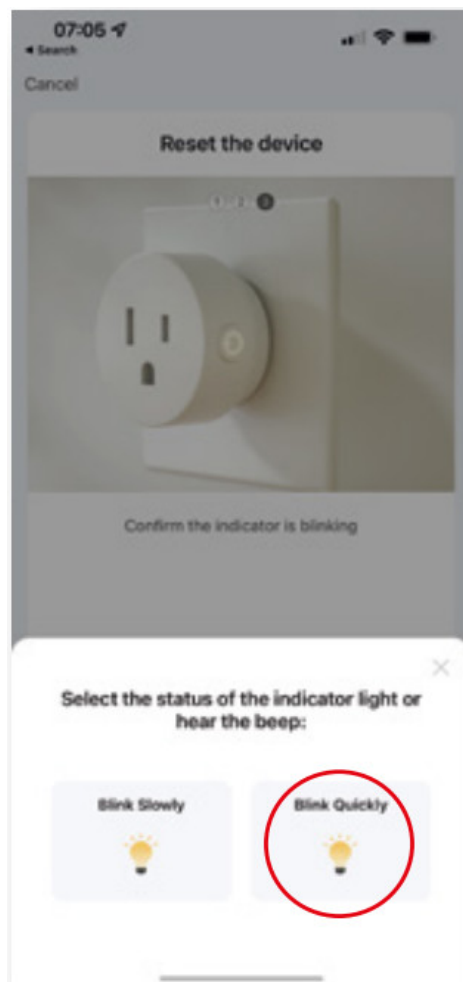 07:05
Search
Cancel
Reset the device
1 2 3
Confirm the indicator is blinking
Select the status of the indicator light or
hear the beep:
Blink Slowly
Blink Quickly